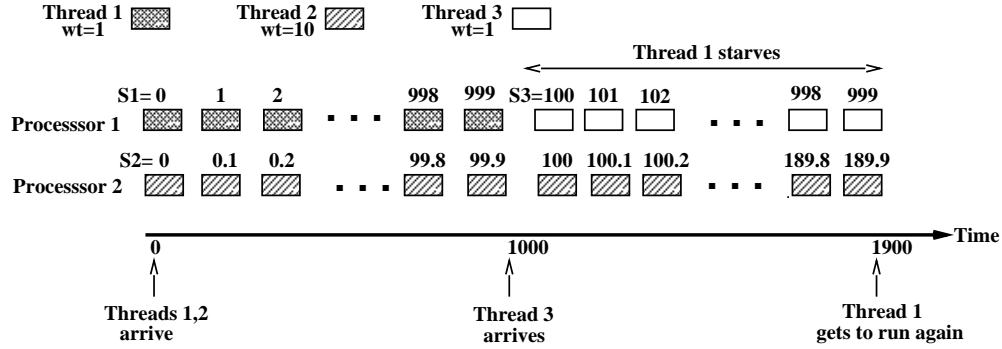 Thread 1 Thread 2 Thread 3
wt=1 wt=10 wt=1
Thread 1 starves
S1= 0 1 2 998 999 S3=100 101 102 998 999
Processsor 1
S2= 0 0.1 0.2 99.8 99.9 100 100.1 100.2 189.8 189.9
Processsor 2
Time
0 1000 1900
Threads 1,2 Thread 3 Thread 1
arrive arrives gets to run again